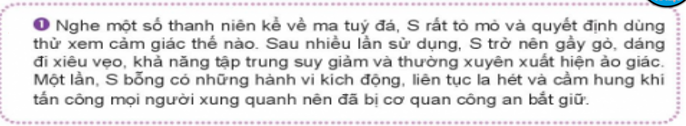 1 Nghe một số thanh niên kể về ma tuý đá, S rất tò mò và quyết định dùng
thử xem cảm giác thế nào. Sau nhiều lần sử dụng, S trở nên gầy gò, dáng
đi xiêu vẹo, khả năng tập trung suy giảm và thường xuyên xuất hiện ảo giác.
Một lần, S bỗng có những hành vi kích động, liên tục la hét và cầm hung khí
tấn công mọi người xung quanh nên đã bị cơ quan công an bắt giữ.